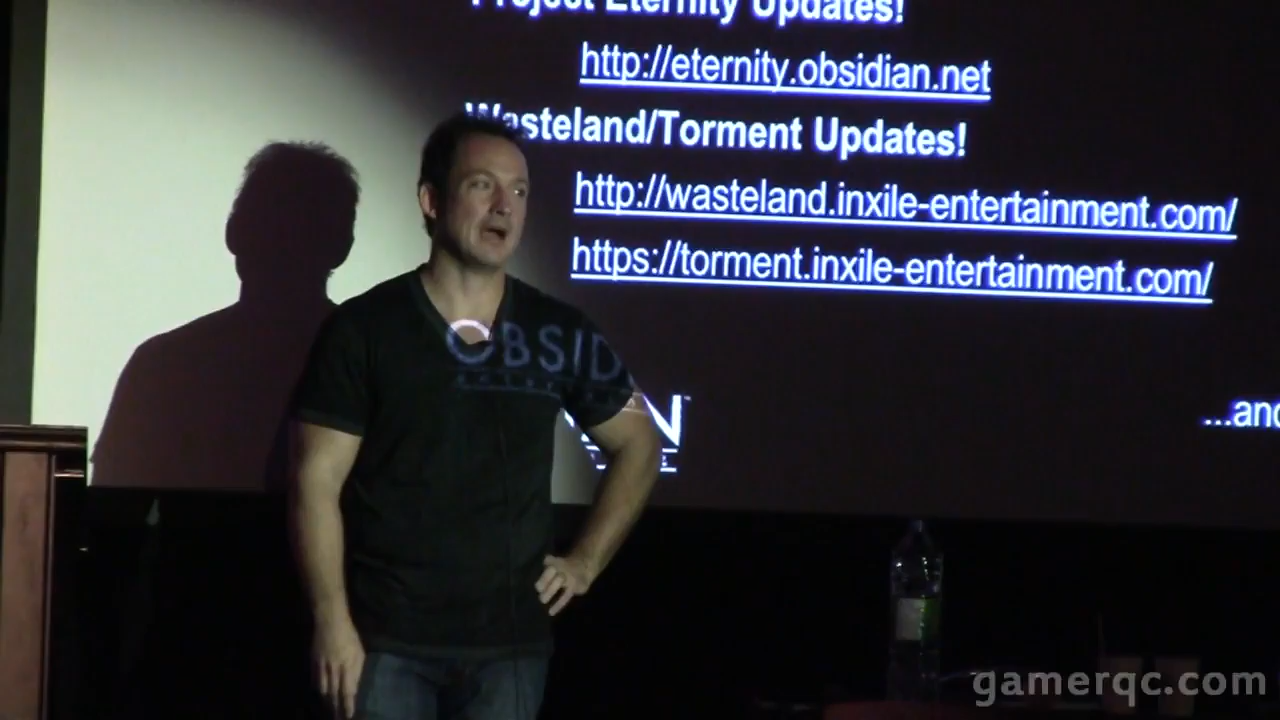 Project Eternity Updates!
http://eternity.obsidian.net
Wasteland/Torment Updates!
http://wasteland.inxile-entertainment.com/
https://torment.inxile-entertainment.com/
OBSID
...and
gamerqc.com